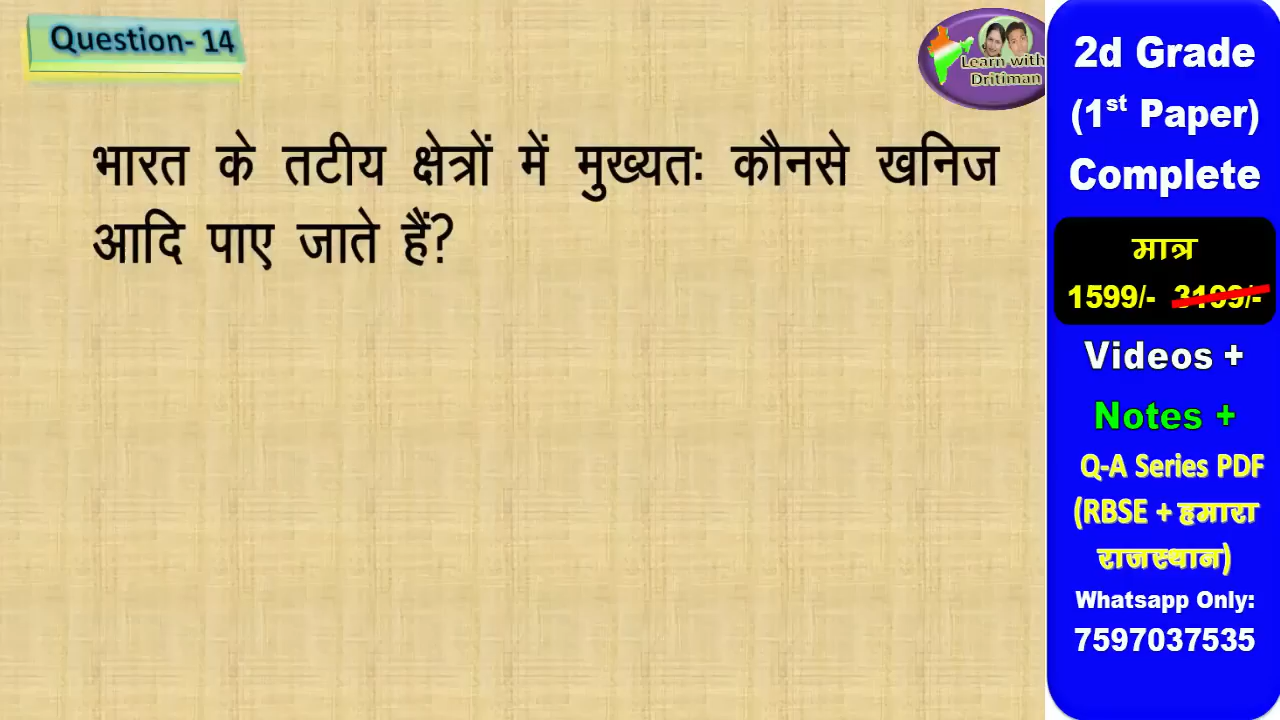 Question- 14
Learn with
Dritiman
भारत के तटीय क्षेत्रों में मुख्यतः कौनसे खनिज
आदि पाए जाते हैं?
2d Grade
(1st Paper)
Complete
मात्र
1599/- 3199/-
Videos +
Notes +
Q-A Series PDF
(RBSE + हमारा
राजस्थान)
Whatsapp Only:
7597037535